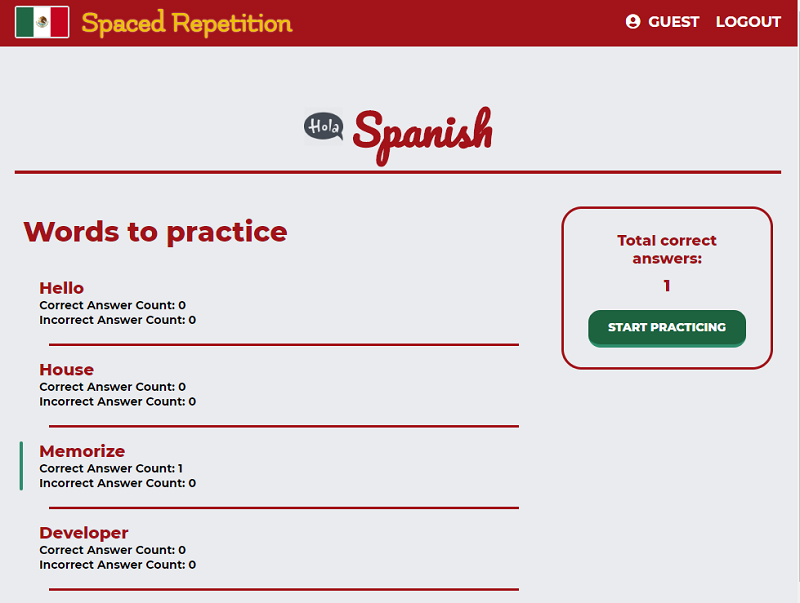 Spaced Repetition
GUEST LOGOUT
Hola Spanish
Words to practice
Hello
Correct Answer Count: 0
Incorrect Answer Count: 0
House
Correct Answer Count: 0
Incorrect Answer Count: 0
Memorize
Correct Answer Count: 1
Incorrect Answer Count: 0
Developer
Correct Answer Count: 0
Incorrect Answer Count: 0
Total correct
answers:
1
START PRACTICING